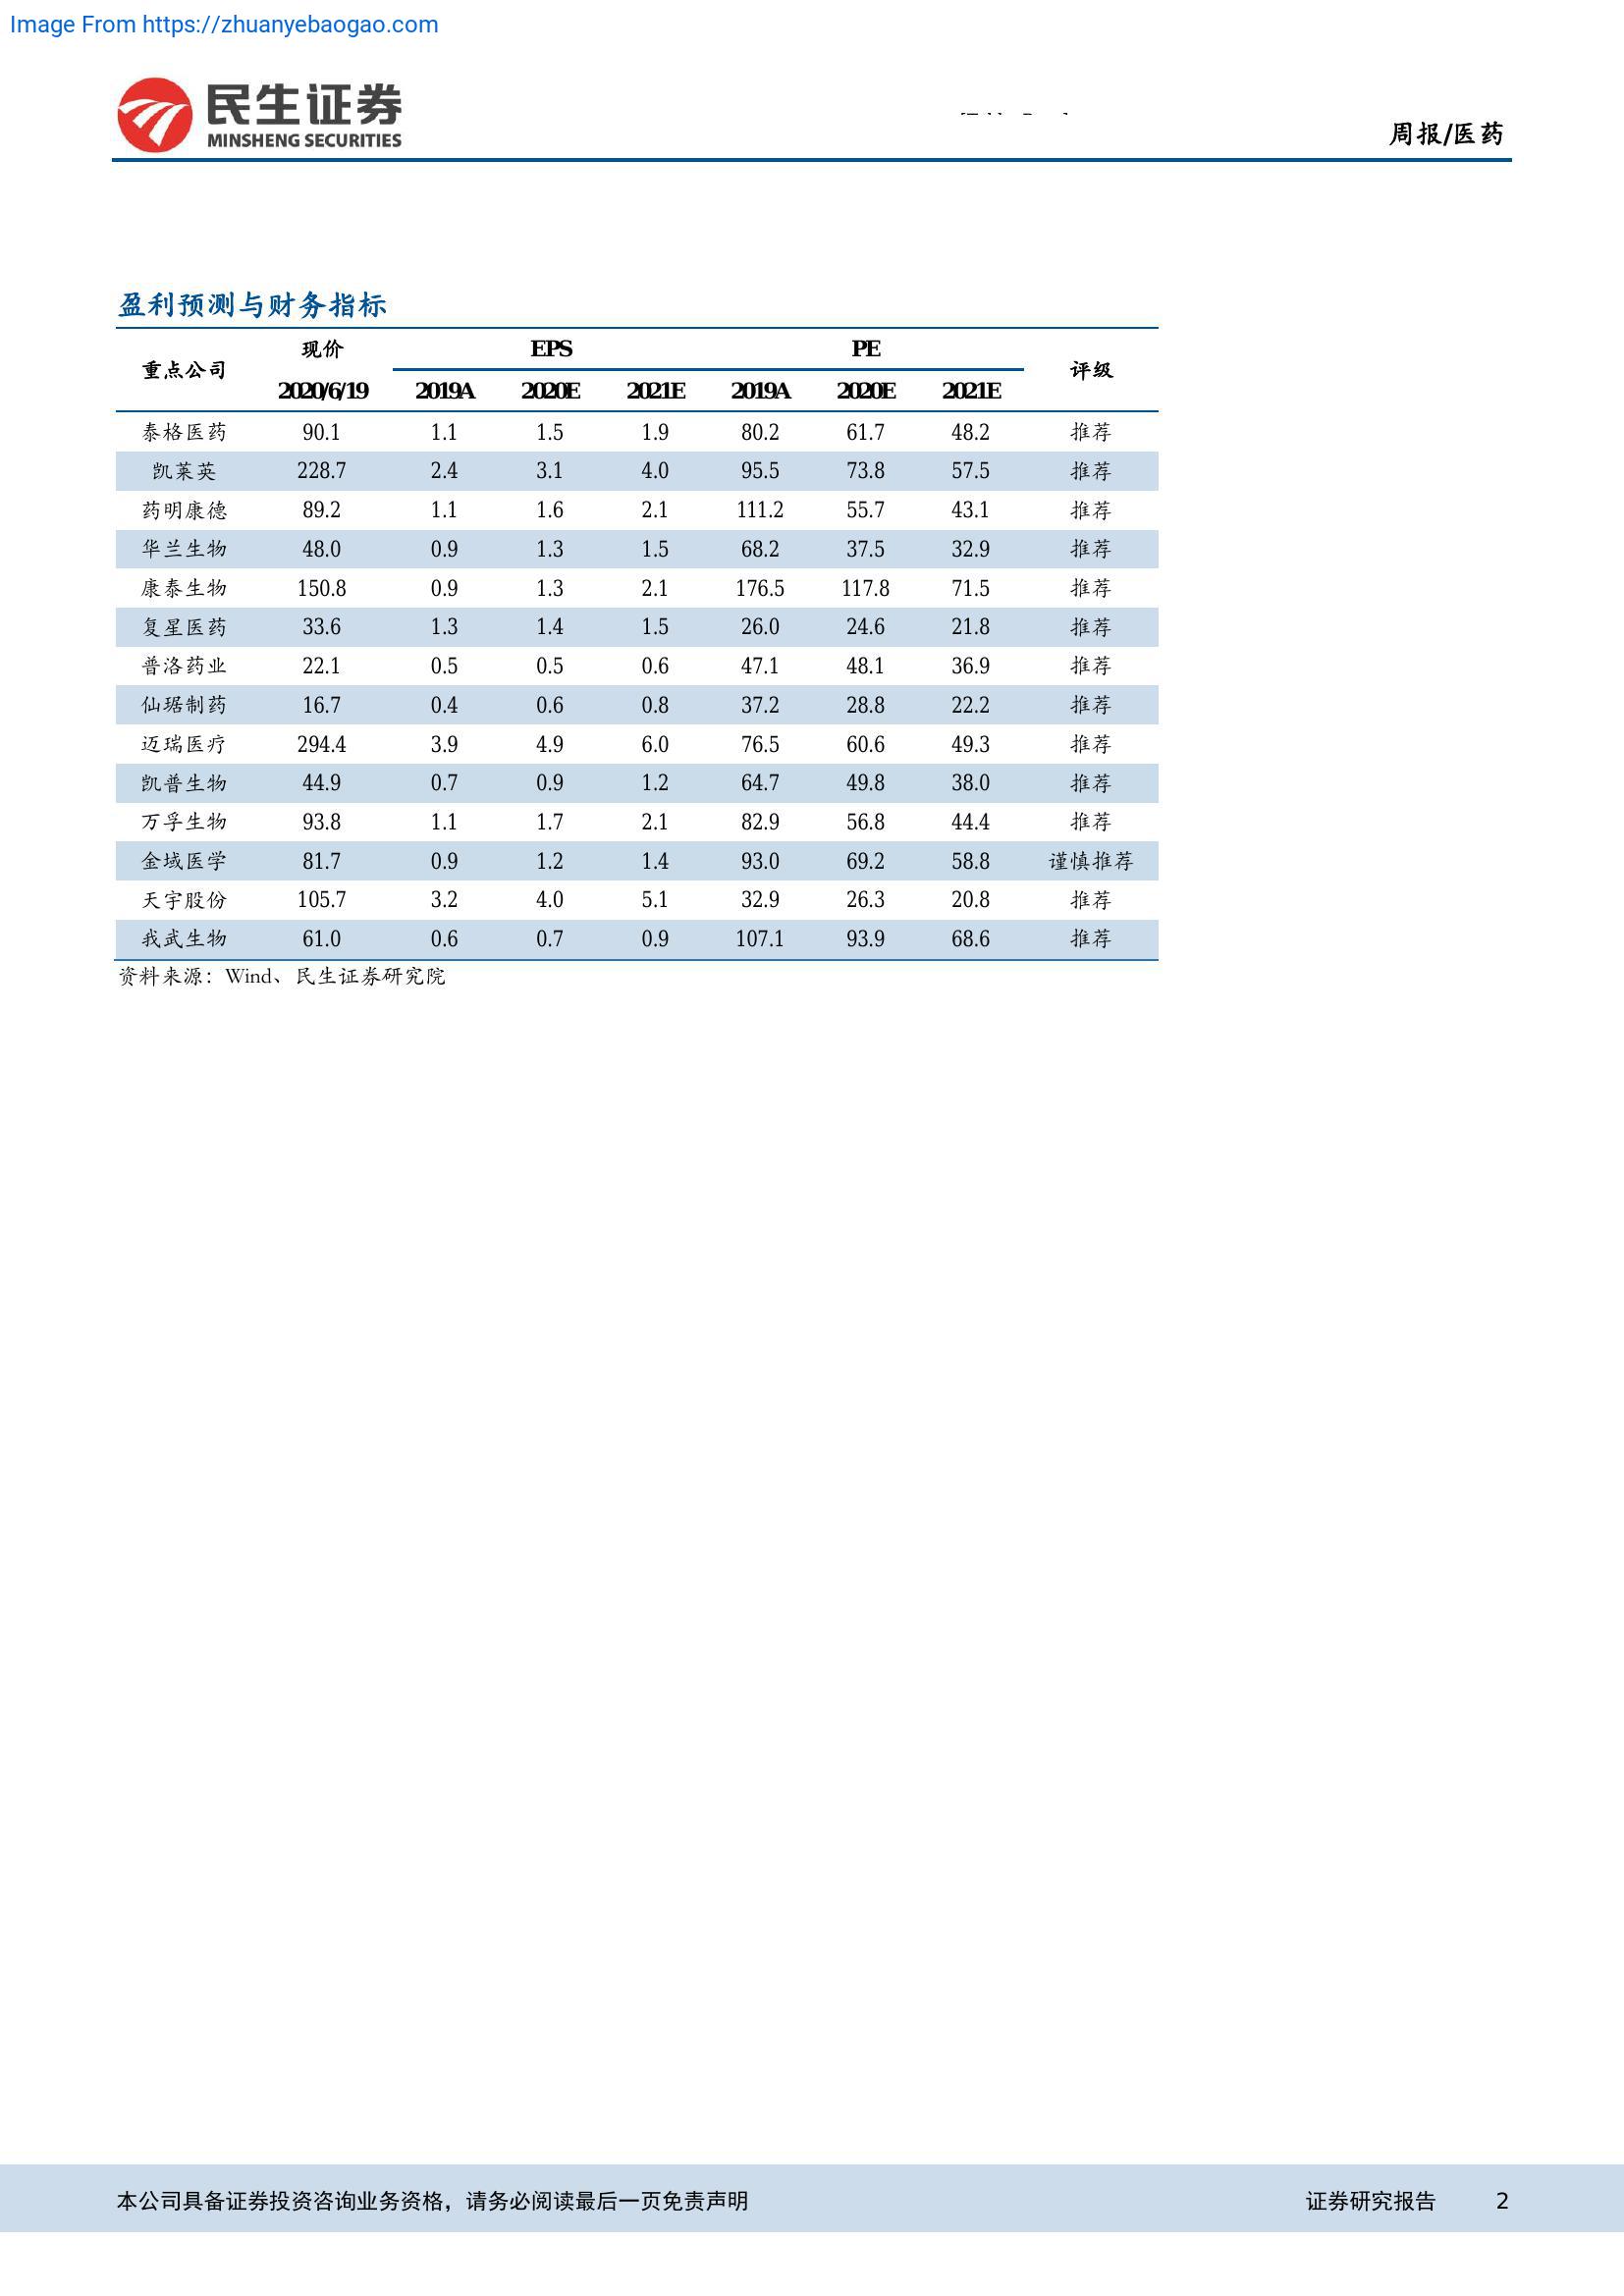 Image From https://zhuanyebaogao.com
民生证券
MINSHENG SECURITIES
周报/医药
盈利预测与财务指标
重点公司 现价 EPS PE 评级
2020/6/19 2019A 2020E 2021E 2019A 2020E 2021E
泰格医药 90.1 1.1 1.5 1.9 80.2 61.7 48.2 推荐
凯莱英 228.7 2.4 3.1 4.0 95.5 73.8 57.5 推荐
药明康德 89.2 1.1 1.6 2.1 111.2 55.7 43.1 推荐
华兰生物 48.0 0.9 1.3 1.5 68.2 37.5 32.9 推荐
康泰生物 150.8 0.9 1.3 2.1 176.5 117.8 71.5 推荐
复星医药 33.6 1.3 1.4 1.5 26.0 24.6 21.8 推荐
普洛药业 22.1 0.5 0.5 0.6 47.1 48.1 36.9 推荐
仙琚制药 16.7 0.4 0.6 0.8 37.2 28.8 22.2 推荐
迈瑞医疗 294.4 3.9 4.9 6.0 76.5 60.6 49.3 推荐
凯普生物 44.9 0.7 0.9 1.2 64.7 49.8 38.0 推荐
万孚生物 93.8 1.1 1.7 2.1 82.9 56.8 44.4 推荐
金域医学 81.7 0.9 1.2 1.4 93.0 69.2 58.8 谨慎推荐
天宇股份 105.7 3.2 4.0 5.1 32.9 26.3 20.8 推荐
我武生物 61.0 0.6 0.7 0.9 107.1 93.9 68.6 推荐
资料来源：Wind、民生证券研究院
本公司具备证券投资咨询业务资格，请务必阅读最后一页免责声明 证券研究报告 2